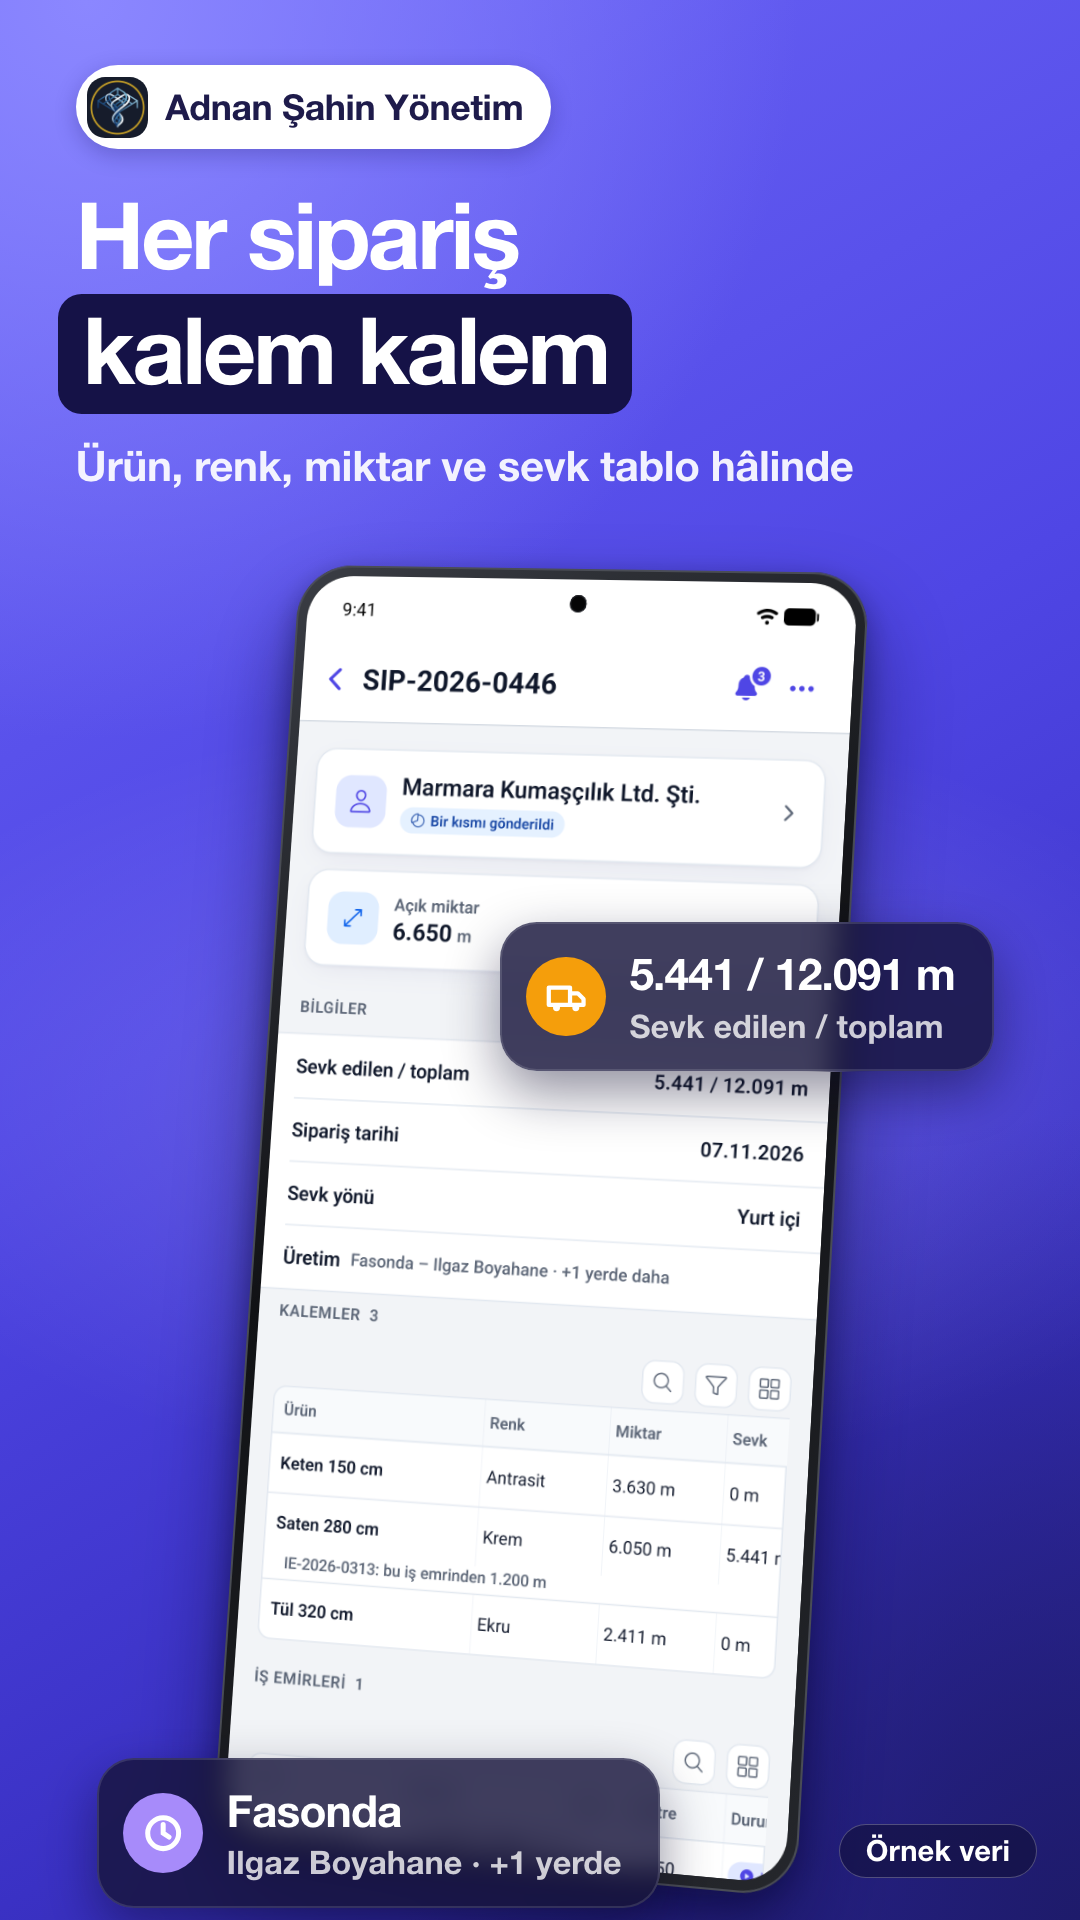 Adnan Şahin Yönetim
Her sipariş
kalem kalem
Ürün, renk, miktar ve sevk tablo hâlinde
9:41
SIP-2026-0446
3
Marmara Kumaşçılık Ltd. Şti.
Bir kısmı gönderildi
Açık miktar
6.650 m
5.441 / 12.091 m
Sevk edilen / toplam
BİLGİLER
Sevk edilen / toplam 5.441 / 12.091 m
Sipariş tarihi 07.11.2026
Sevk yönü Yurt içi
Üretim Fasonda – Ilgaz Boyahane · +1 yerde daha
KALEMLER 3
Ürün Renk Miktar Sevk
Keten 150 cm Antrasit 3.630 m 0 m
Saten 280 cm Krem 6.050 m 5.441
IE-2026-0313: bu iş emrinden 1.200 m
Tül 320 cm Ekru 2.411 m 0 m
İŞ EMİRLERİ 1
Fasonda
Ilgaz Boyahane · +1 yerde
Örnek veri